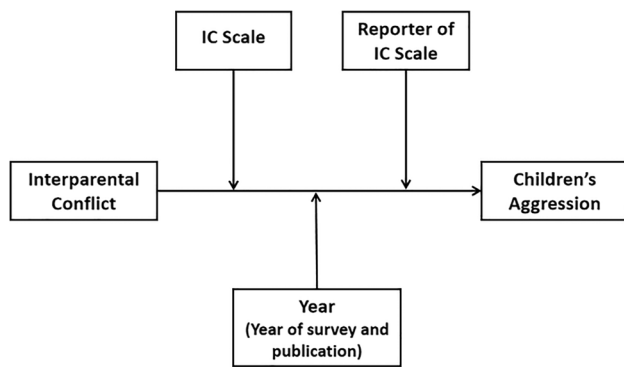 IC Scale
Reporter of
IC Scale
Interparental
Conflict
Children's
Aggression
Year
(Year of survey and
publication)